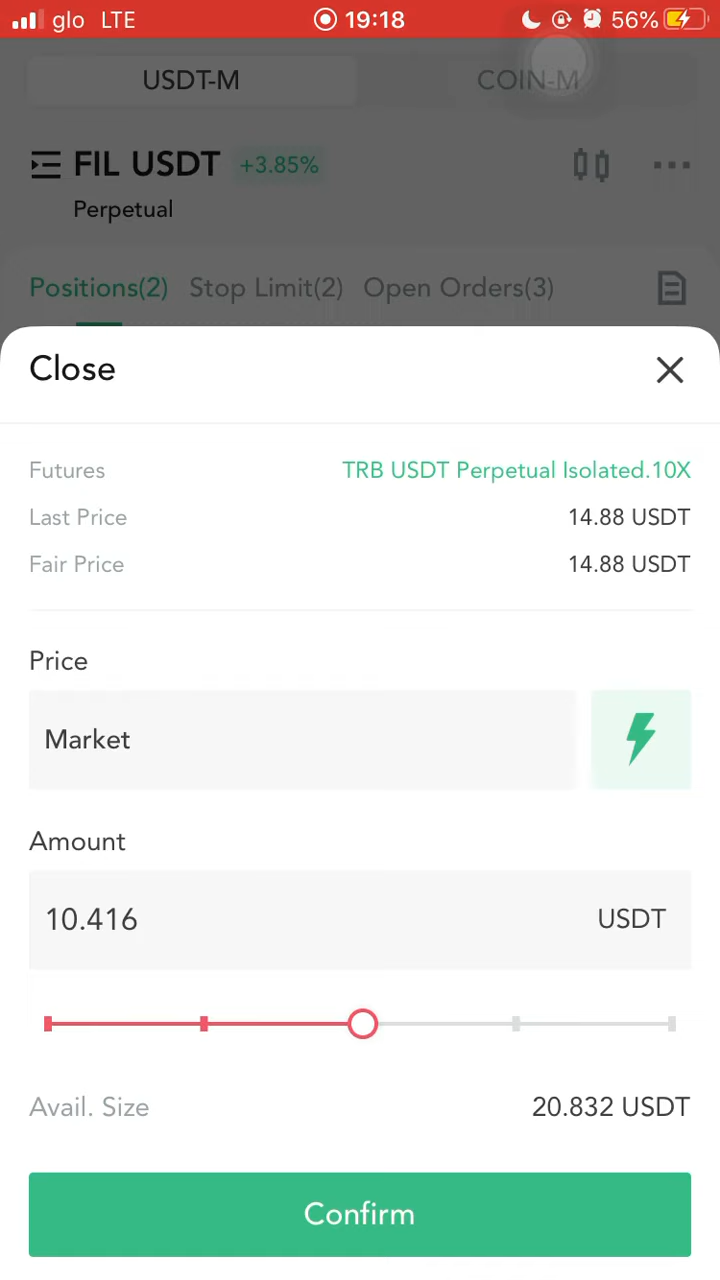 glo LTE 19:18 56%
USDT-M COIN-M
FIL USDT +3.85%
Perpetual
Positions(2) Stop Limit(2) Open Orders(3)
Close
Futures TRB USDT Perpetual Isolated.10X
Last Price 14.88 USDT
Fair Price 14.88 USDT
Price
Market
Amount
10.416 USDT
Avail. Size 20.832 USDT
Confirm